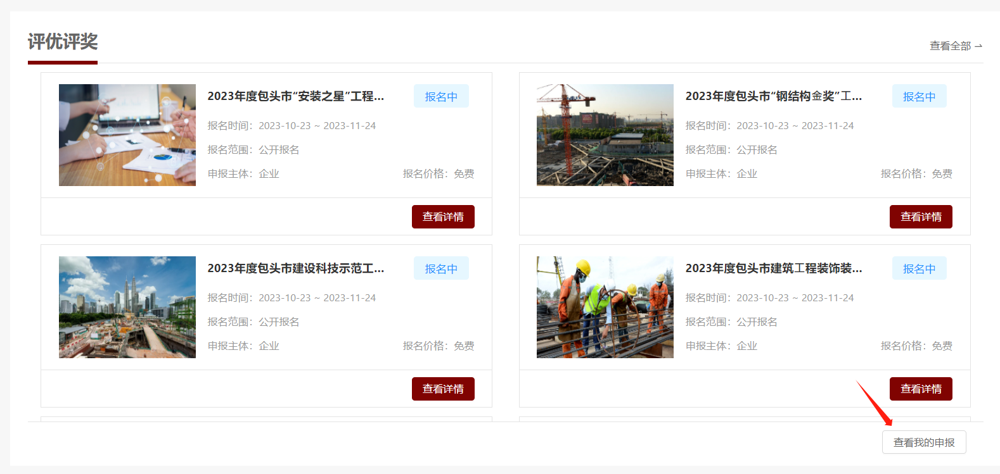 评优评奖
查看全部 ⇀
2023年度包头市“安装之星”工程...
报名中
报名时间：2023-10-23 ~ 2023-11-24
报名范围：公开报名
申报主体：企业
报名价格：免费
查看详情
2023年度包头市“钢结构金奖”工...
报名中
报名时间：2023-10-23 ~ 2023-11-24
报名范围：公开报名
申报主体：企业
报名价格：免费
查看详情
2023年度包头市建设科技示范工...
报名中
报名时间：2023-10-23 ~ 2023-11-24
报名范围：公开报名
申报主体：企业
报名价格：免费
查看详情
2023年度包头市建筑工程装饰装...
报名中
报名时间：2023-10-23 ~ 2023-11-24
报名范围：公开报名
申报主体：企业
报名价格：免费
查看详情
查看我的申报